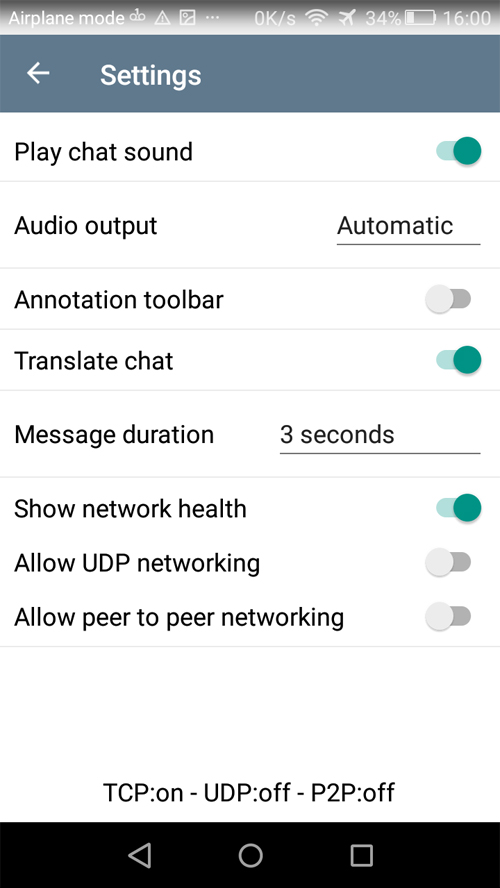 Airplane mode ... 0K/s 34% 16:00
Settings
Play chat sound
Audio output Automatic
Annotation toolbar
Translate chat
Message duration 3 seconds
Show network health
Allow UDP networking
Allow peer to peer networking
TCP:on - UDP:off - P2P:off